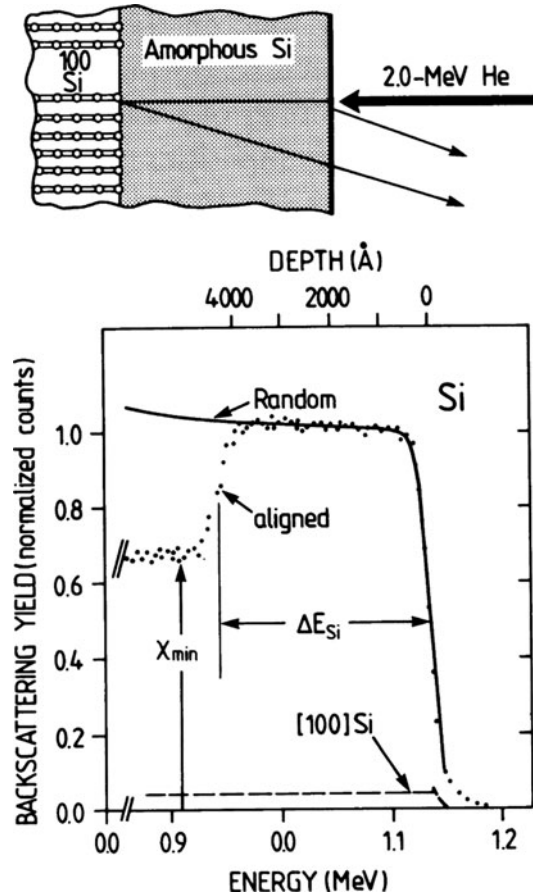 100
Si
Amorphous Si
2.0-MeV He
DEPTH (Å)
4000 2000 0
Si
Random
aligned
ΔE_Si
χ_min
[100] Si
BACKSCATTERING YIELD (normalized counts)
1.0
0.8
0.6
0.4
0.2
0.0
0.0 0.9 0.0 1.1 1.2
ENERGY (MeV)